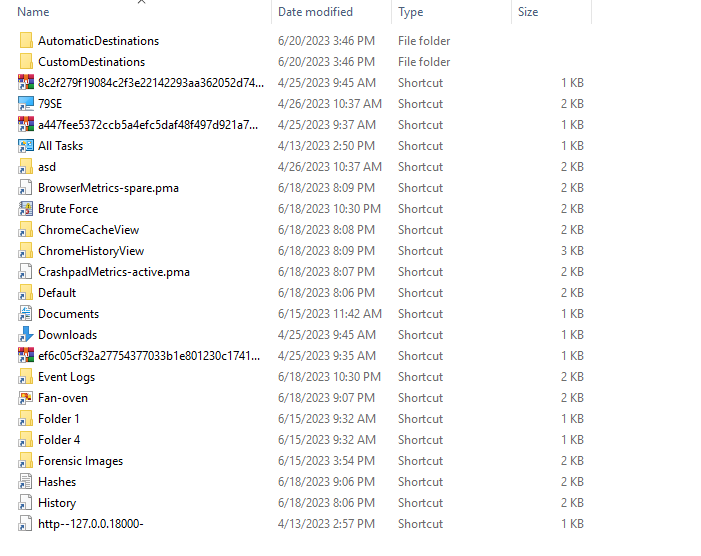 Name Date modified Type Size
AutomaticDestinations 6/20/2023 3:46 PM File folder
CustomDestinations 6/20/2023 3:46 PM File folder
8c2f279f19084c2f3e22142293aa362052d74... 4/25/2023 9:45 AM Shortcut 1 KB
79SE 4/26/2023 10:37 AM Shortcut 2 KB
a447fee5372ccb5a4efc5daf48f497d921a7... 4/25/2023 9:37 AM Shortcut 1 KB
All Tasks 4/13/2023 2:50 PM Shortcut 1 KB
asd 4/26/2023 10:37 AM Shortcut 2 KB
BrowserMetrics-spare.pma 6/18/2023 8:09 PM Shortcut 2 KB
Brute Force 6/18/2023 10:30 PM Shortcut 2 KB
ChromeCacheView 6/18/2023 8:08 PM Shortcut 2 KB
ChromeHistoryView 6/18/2023 8:09 PM Shortcut 3 KB
CrashpadMetrics-active.pma 6/18/2023 8:07 PM Shortcut 2 KB
Default 6/18/2023 8:06 PM Shortcut 2 KB
Documents 6/15/2023 11:42 AM Shortcut 1 KB
Downloads 4/25/2023 9:45 AM Shortcut 1 KB
ef6c05cf32a27754377033b1e801230c1741... 4/25/2023 9:35 AM Shortcut 1 KB
Event Logs 6/18/2023 10:30 PM Shortcut 2 KB
Fan-oven 6/18/2023 9:07 PM Shortcut 2 KB
Folder 1 6/15/2023 9:32 AM Shortcut 1 KB
Folder 4 6/15/2023 9:32 AM Shortcut 1 KB
Forensic Images 6/15/2023 3:54 PM Shortcut 2 KB
Hashes 6/18/2023 9:06 PM Shortcut 2 KB
History 6/18/2023 8:06 PM Shortcut 2 KB
http--127.0.0.18000- 4/13/2023 2:57 PM Shortcut 1 KB